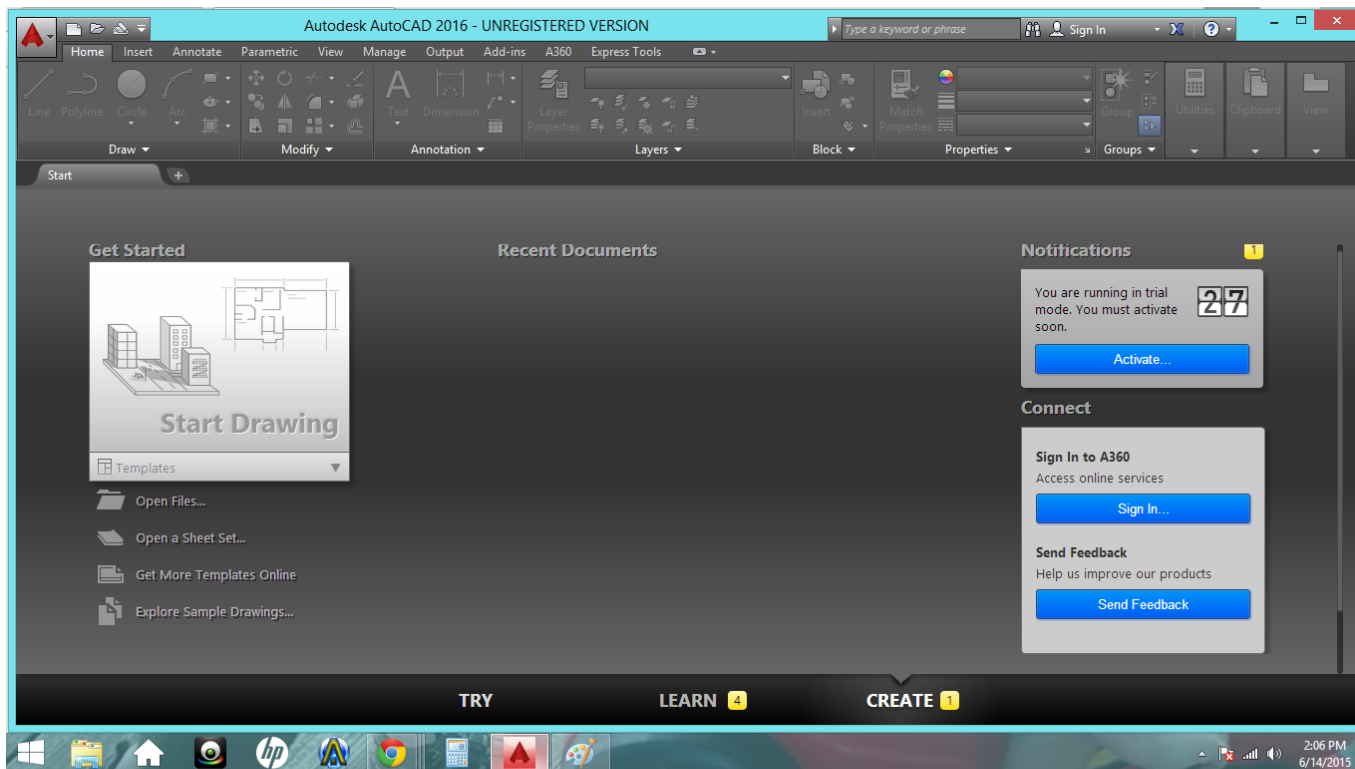 Autodesk AutoCAD 2016 - UNREGISTERED VERSION
Type a keyword or phrase
Sign In
Home Insert Annotate Parametric View Manage Output Add-ins A360 Express Tools
Line Polyline Circle Arc
Text Dimension
Layer Properties
Insert
Match Properties
Group
Utilities
Clipboard
View
Draw Modify Annotation Layers Block Properties Groups
Start
Get Started
Start Drawing
Templates
Open Files...
Open a Sheet Set...
Get More Templates Online
Explore Sample Drawings...
Recent Documents
Notifications 1
You are running in trial
mode. You must activate
soon.
27
Activate...
Connect
Sign In to A360
Access online services
Sign In...
Send Feedback
Help us improve our products
Send Feedback
TRY LEARN 4 CREATE 1
hp
2:06 PM
6/14/2015